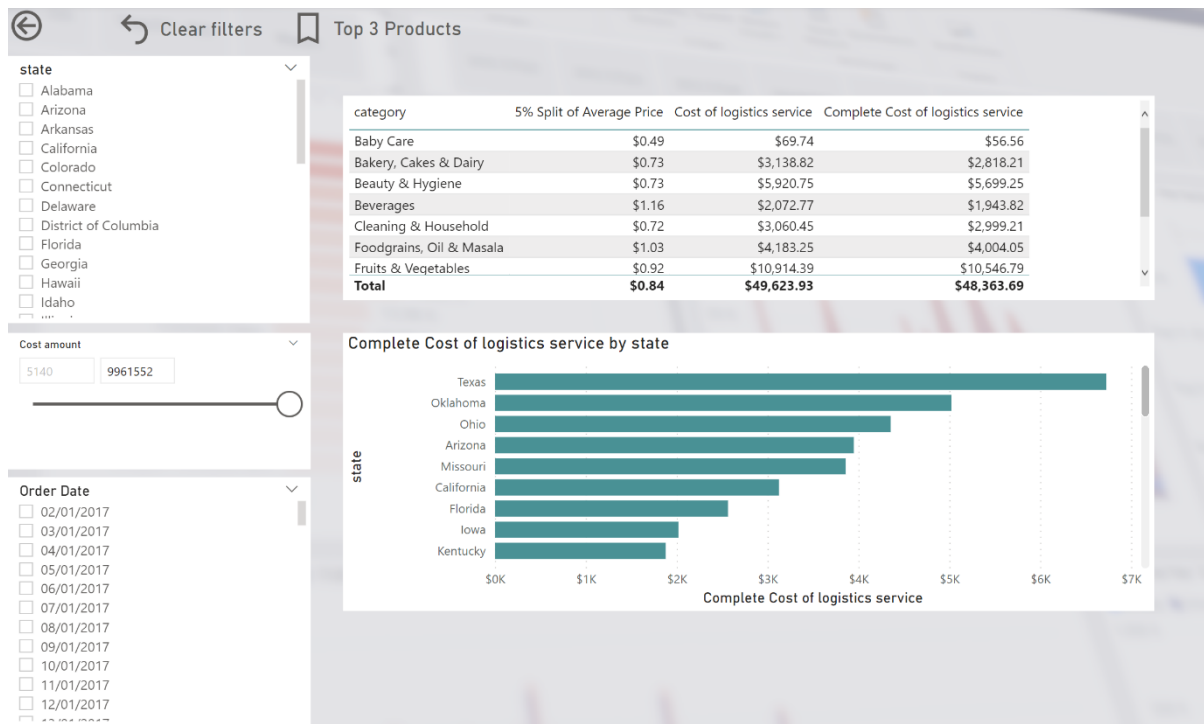 Clear filters Top 3 Products
state
Alabama
Arizona
Arkansas
California
Colorado
Connecticut
Delaware
District of Columbia
Florida
Georgia
Hawaii
Idaho
Cost amount
5140 9961552
Order Date
02/01/2017
03/01/2017
04/01/2017
05/01/2017
06/01/2017
07/01/2017
08/01/2017
09/01/2017
10/01/2017
11/01/2017
12/01/2017
category 5% Split of Average Price Cost of logistics service Complete Cost of logistics service
Baby Care $0.49 $69.74 $56.56
Bakery, Cakes & Dairy $0.73 $3,138.82 $2,818.21
Beauty & Hygiene $0.73 $5,920.75 $5,699.25
Beverages $1.16 $2,072.77 $1,943.82
Cleaning & Household $0.72 $3,060.45 $2,999.21
Foodgrains, Oil & Masala $1.03 $4,183.25 $4,004.05
Fruits & Vegetables $0.92 $10,914.39 $10,546.79
Total $0.84 $49,623.93 $48,363.69
Complete Cost of logistics service by state
state
Texas
Oklahoma
Ohio
Arizona
Missouri
California
Florida
Iowa
Kentucky
$0K $1K $2K $3K $4K $5K $6K $7K
Complete Cost of logistics service